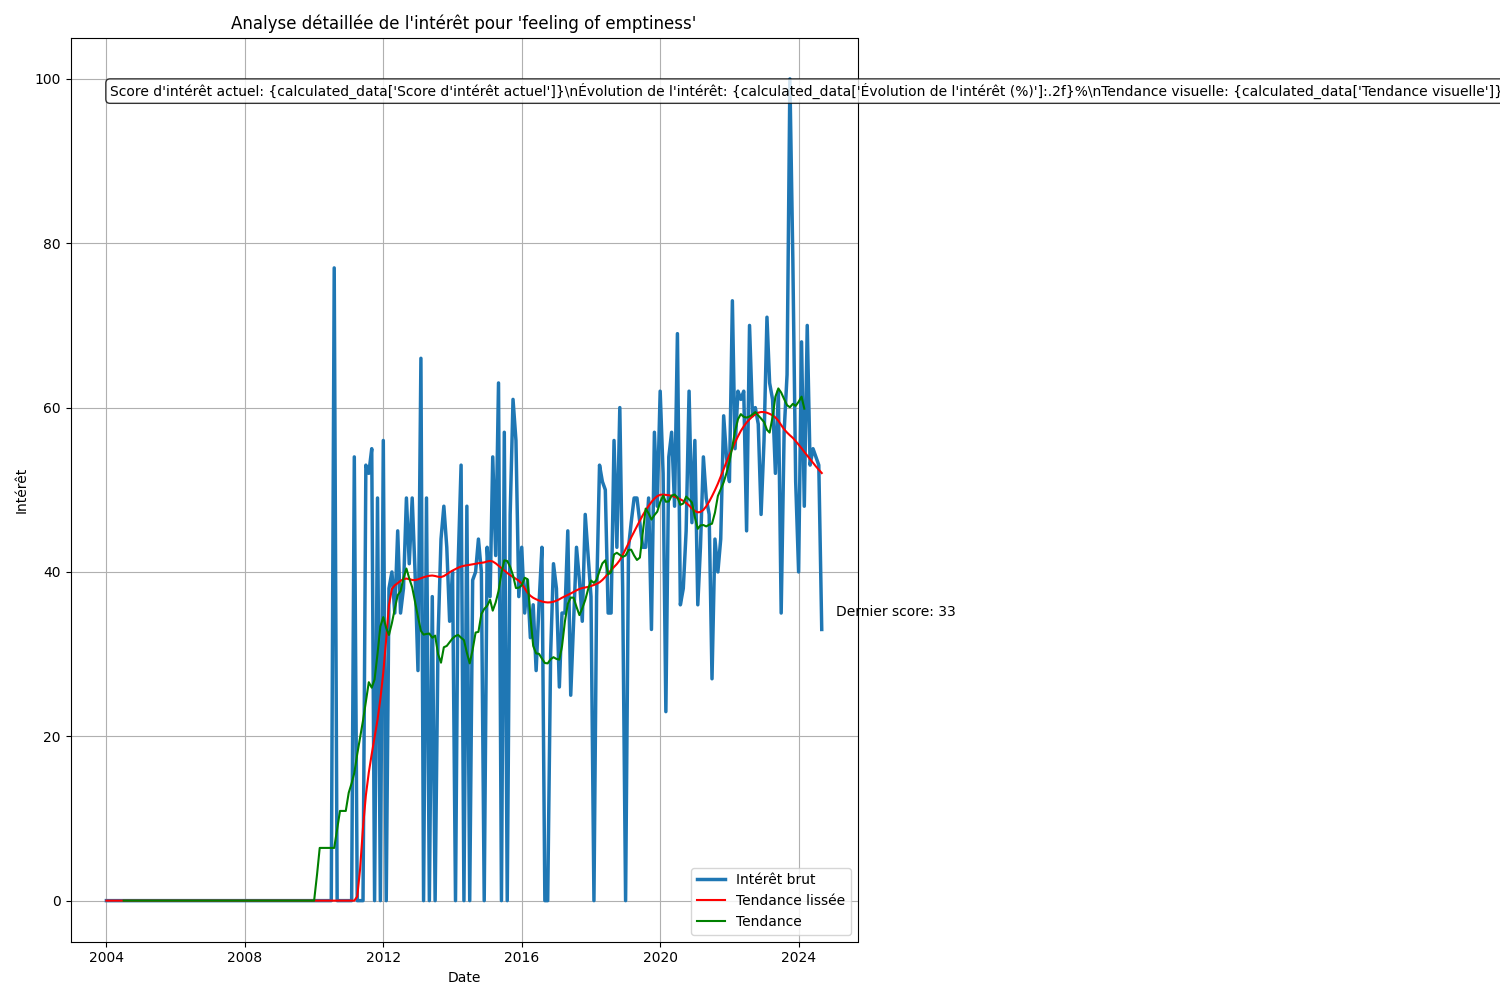 Analyse détaillée de l'intérêt pour 'feeling of emptiness'
Score d'intérêt actuel: {calculated_data['Score d'intérêt actuel']}\nÉvolution de l'intérêt: {calculated_data['Évolution de l'intérêt (%)']:.2f}%\nTendance visuelle: {calculated_data['Tendance visuelle']}
100
80
60
40
20
0
Intérêt
Dernier score: 33
Intérêt brut
Tendance lissée
Tendance
2004
2008
2012
2016
2020
2024
Date